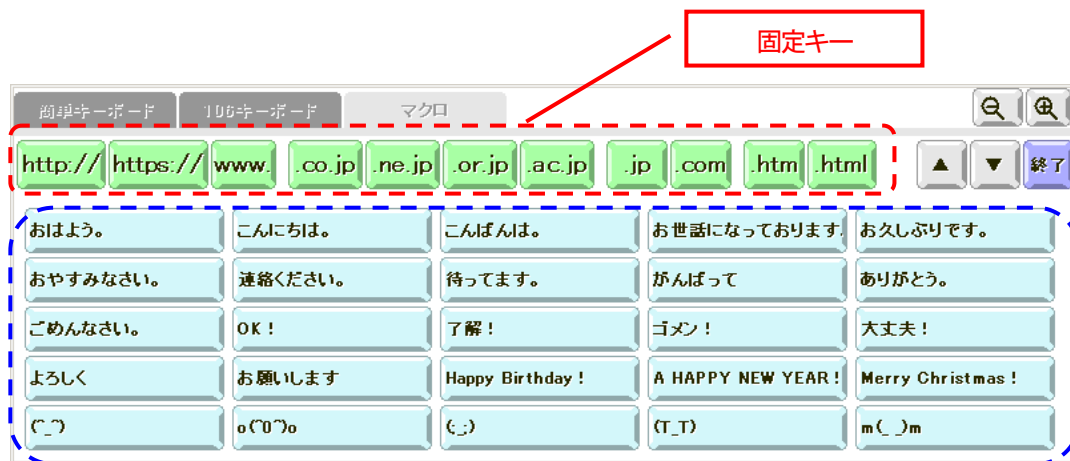 固定キー
簡単キーボード 106キーボード マクロ
http:// https:// www. .co.jp .ne.jp .or.jp .ac.jp .jp .com .htm .html ▲ ▼ 終了
おはよう。 こんにちは。 こんばんは。 お世話になっております. お久しぶりです。
おやすみなさい。 連絡ください。 待ってます。 がんばって ありがとう。
ごめんなさい。 OK! 了解! ゴメン! 大丈夫!
よろしく お願いします Happy Birthday! A HAPPY NEW YEAR! Merry Christmas!
(^_^) o(^0^)o (;_;) (T_T) m(_ _)m